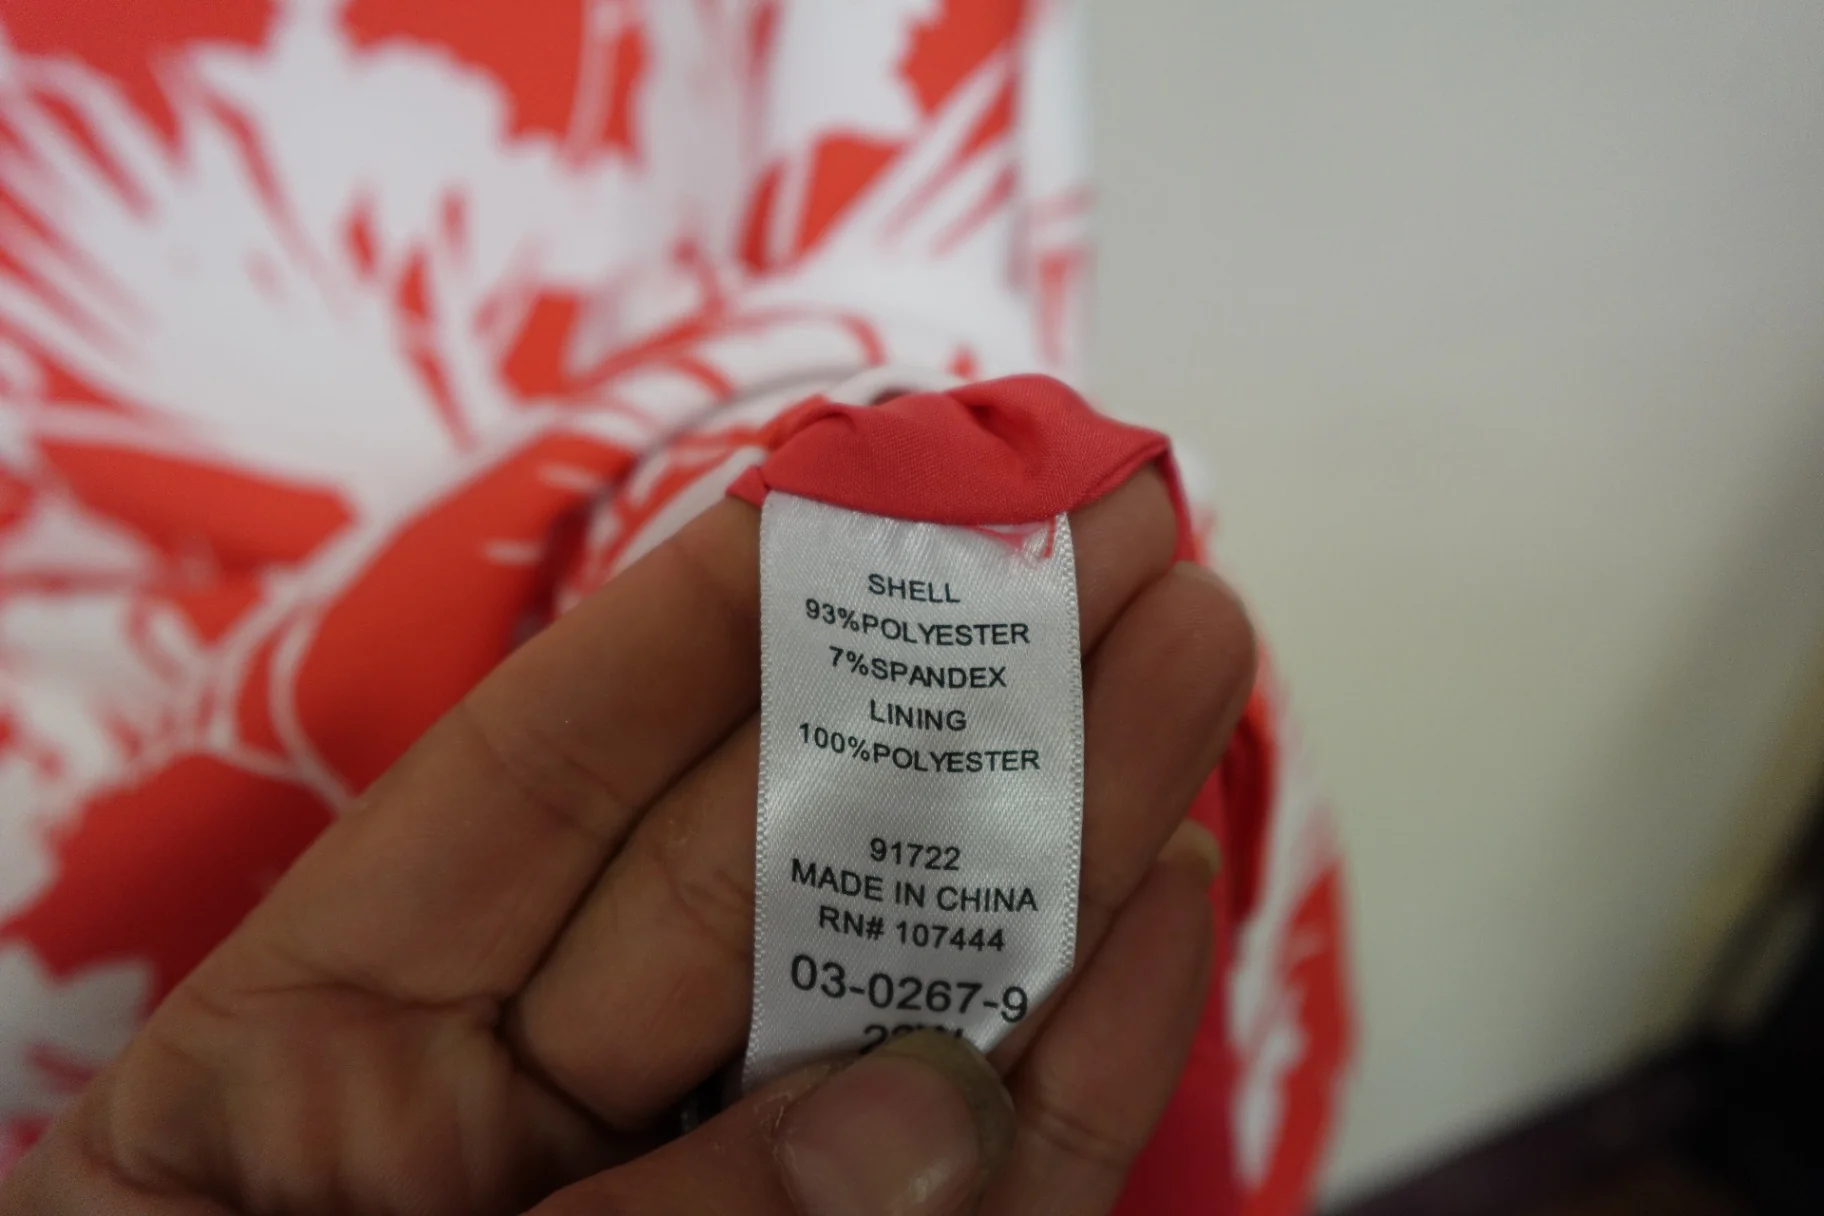 SHELL
93%POLYESTER
7%SPANDEX
LINING
100%POLYESTER
91722
MADE IN CHINA
RN# 107444
03-0267-9